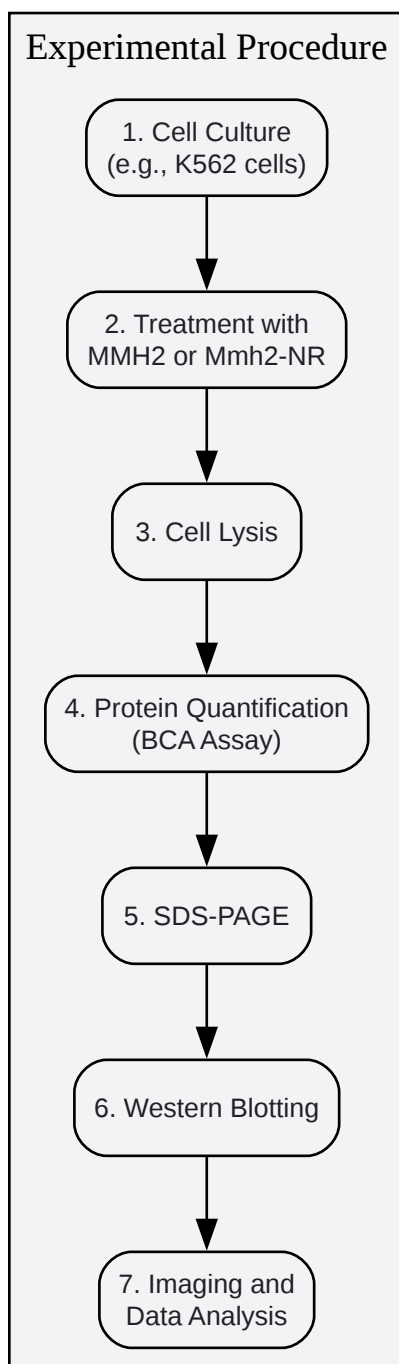 Experimental Procedure
1. Cell Culture
(e.g., K562 cells)
2. Treatment with
MMH2 or Mmh2-NR
3. Cell Lysis
4. Protein Quantification
(BCA Assay)
5. SDS-PAGE
6. Western Blotting
7. Imaging and
Data Analysis